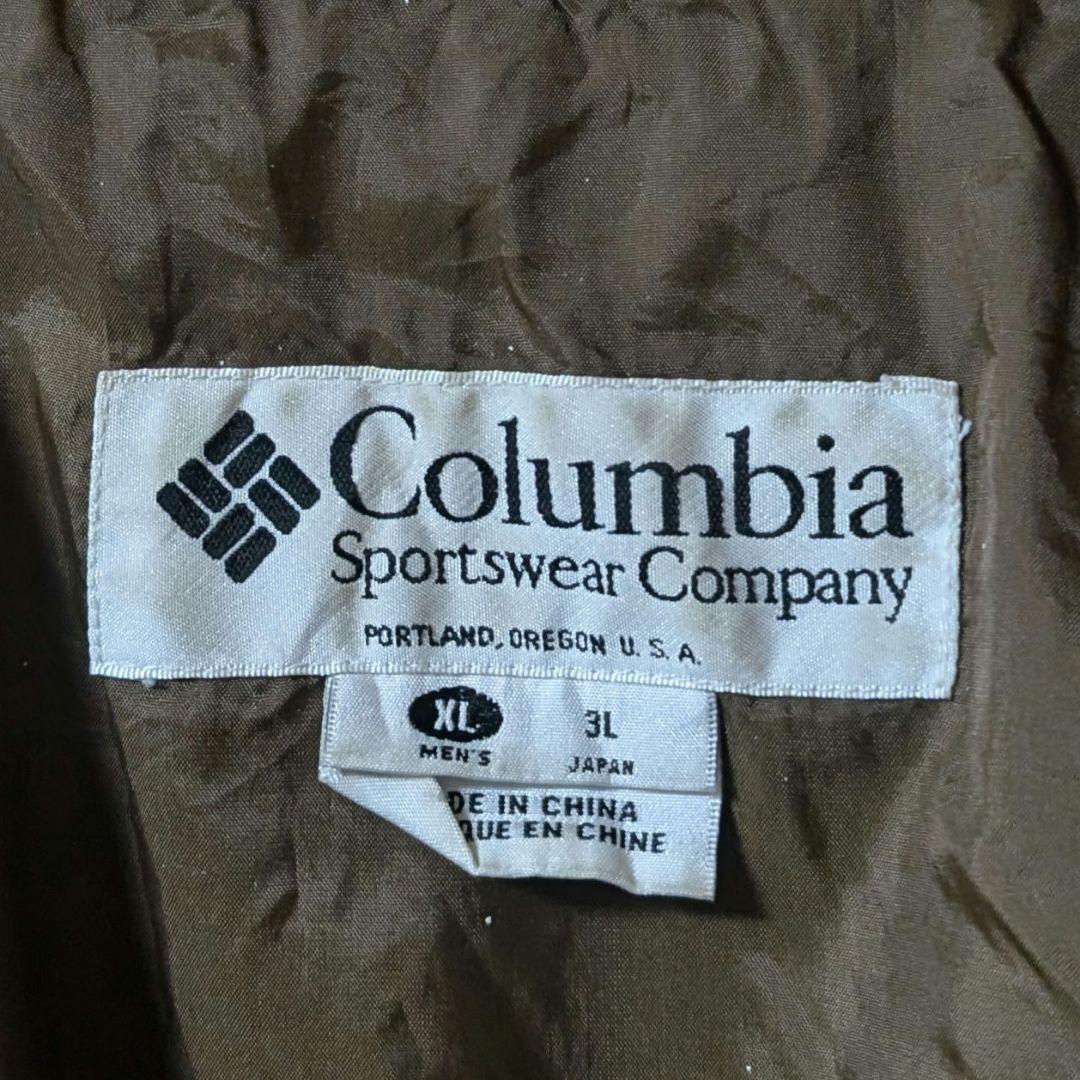 Columbia
Sportswear Company
PORTLAND, OREGON U.S.A.
XL 3L
MEN'S JAPAN
DE IN CHINA
QUE EN CHINE